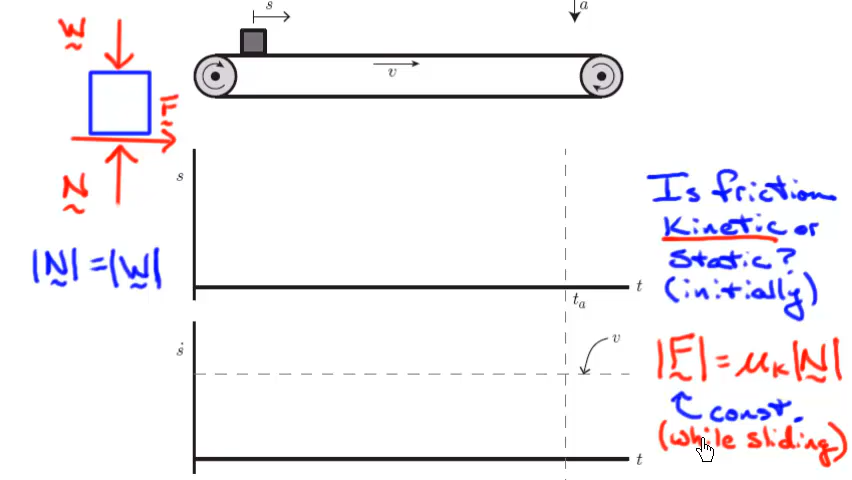 s
a
W
v
F
N
|N| = |W|
s
t
t_a
Is friction
Kinetic or
Static?
(initially)
ṡ
v
t
|F| = μ_K |N|
const.
(while sliding)